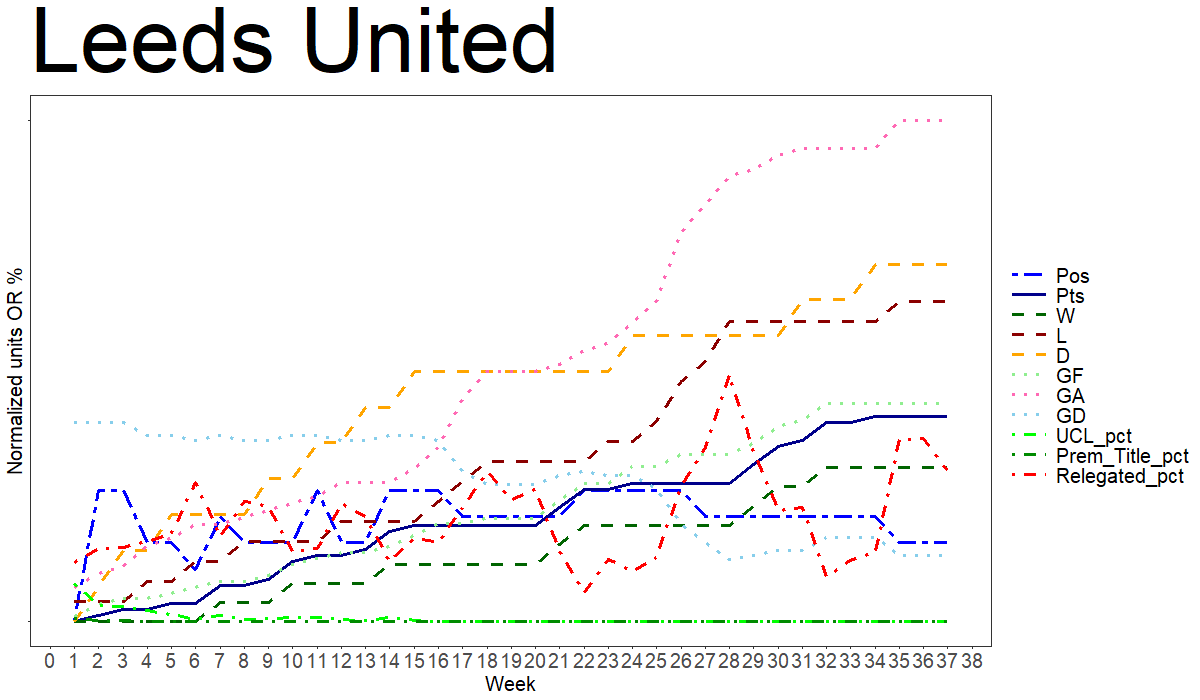 Leeds United
Normalized units OR %
0 1 2 3 4 5 6 7 8 9 10 11 12 13 14 15 16 17 18 19 20 21 22 23 24 25 26 27 28 29 30 31 32 33 34 35 36 37 38
Week
Pos
Pts
W
L
D
GF
GA
GD
UCL_pct
Prem_Title_pct
Relegated_pct